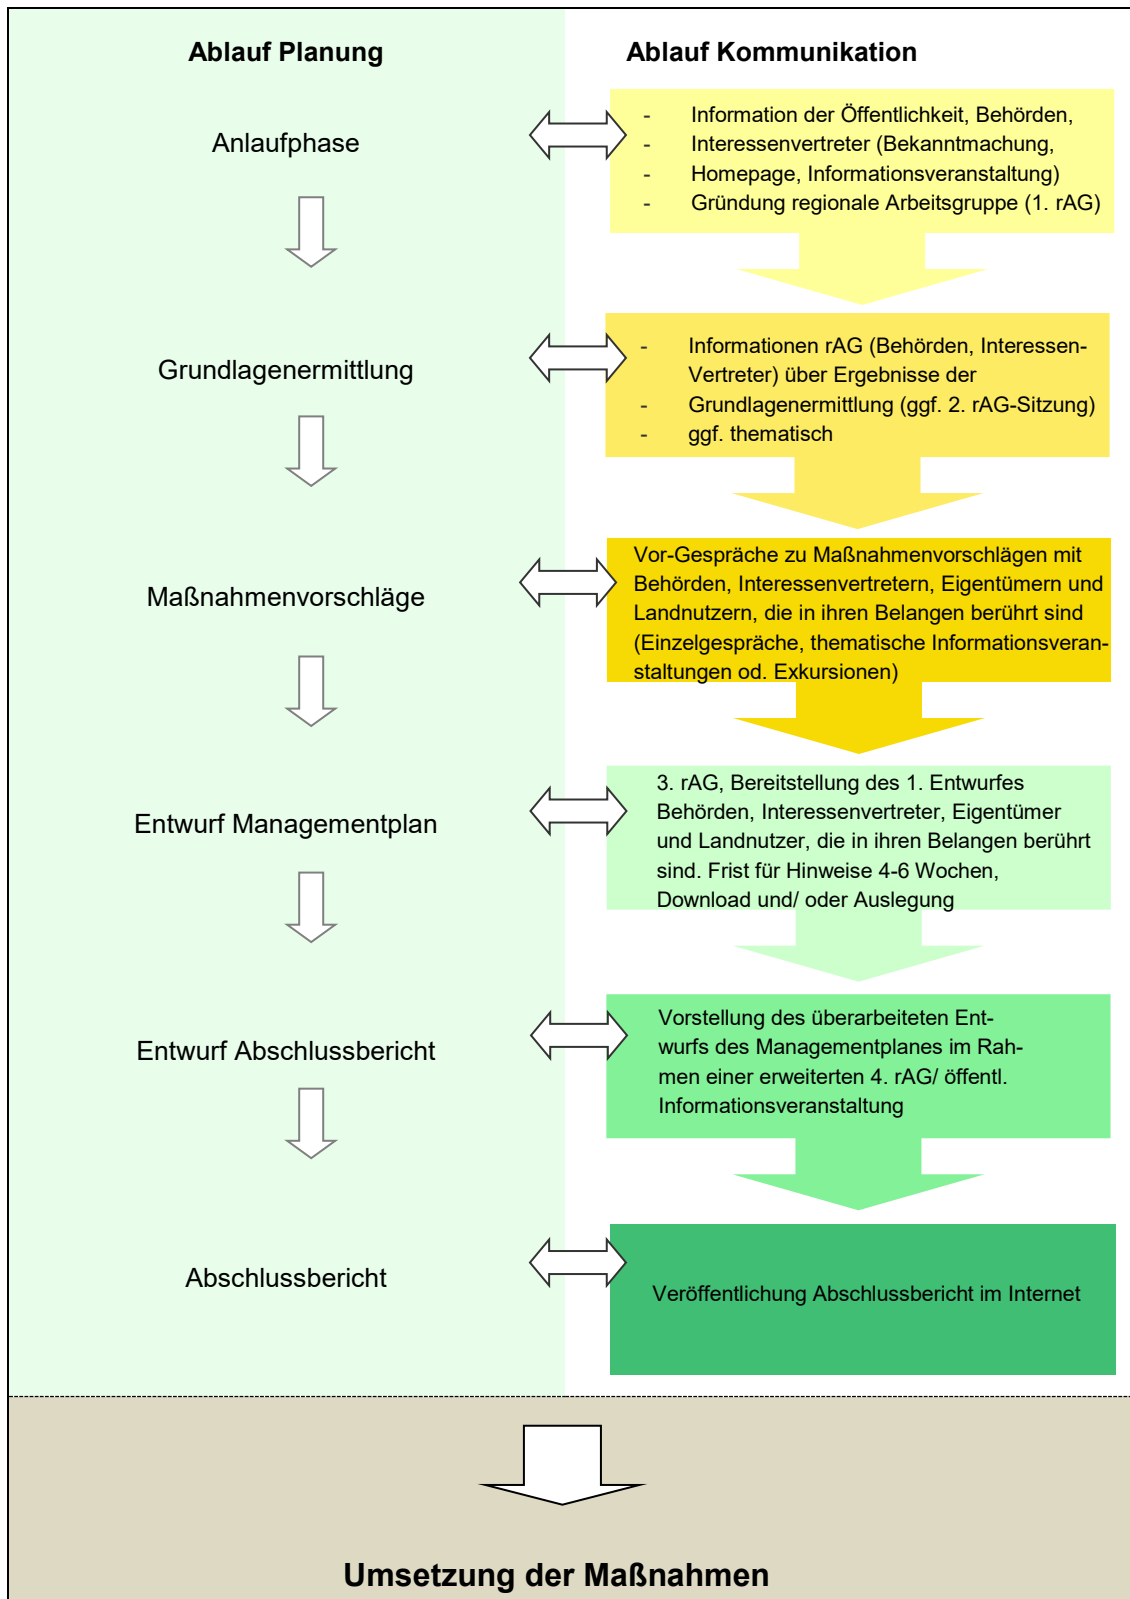 Ablauf Planung
Ablauf Kommunikation
Anlaufphase
- Information der Öffentlichkeit, Behörden,
- Interessenvertreter (Bekanntmachung,
- Homepage, Informationsveranstaltung)
- Gründung regionale Arbeitsgruppe (1. rAG)
Grundlagenermittlung
- Informationen rAG (Behörden, Interessen-
Vertreter) über Ergebnisse der
- Grundlagenermittlung (ggf. 2. rAG-Sitzung)
- ggf. thematisch
Maßnahmenvorschläge
Vor-Gespräche zu Maßnahmenvorschlägen mit
Behörden, Interessenvertretern, Eigentümern und
Landnutzern, die in ihren Belangen berührt sind
(Einzelgespräche, thematische Informationsveran-
staltungen od. Exkursionen)
Entwurf Managementplan
3. rAG, Bereitstellung des 1. Entwurfes
Behörden, Interessenvertreter, Eigentümer
und Landnutzer, die in ihren Belangen berührt
sind. Frist für Hinweise 4-6 Wochen,
Download und/ oder Auslegung
Entwurf Abschlussbericht
Vorstellung des überarbeiteten Ent-
wurfs des Managementplanes im Rah-
men einer erweiterten 4. rAG/ öffentl.
Informationsveranstaltung
Abschlussbericht
Veröffentlichung Abschlussbericht im Internet
Umsetzung der Maßnahmen